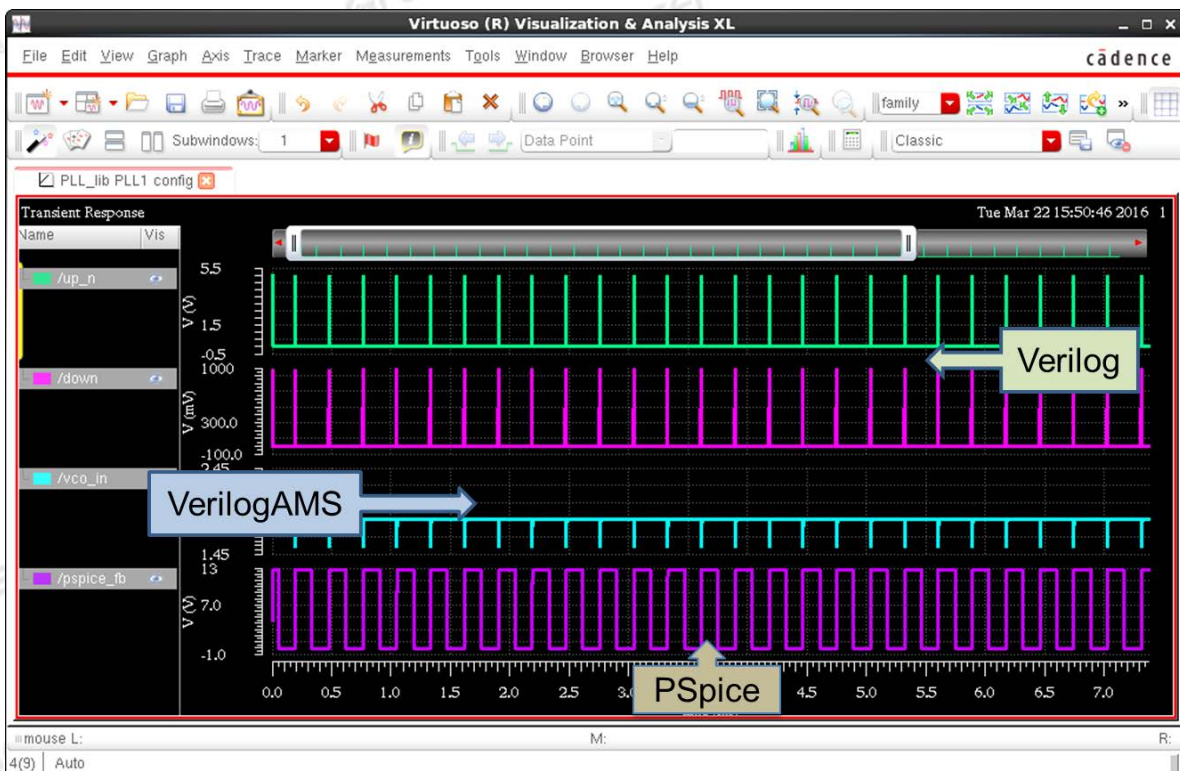 Virtuoso (R) Visualization & Analysis XL
File Edit View Graph Axis Trace Marker Measurements Tools Window Browser Help
cādence
family
Subwindows: 1
Data Point
Classic
PLL_lib PLL1 config
Transient Response
Tue Mar 22 15:50:46 2016 1
Name Vis
/up_n
5.5
V (V)
1.5
-0.5
Verilog
/down
1000
V (mV)
300.0
-100.0
/vco_in
2.45
VerilogAMS
1.45
/pspice_fb
13
V (V)
7.0
-1.0
PSpice
0.0 0.5 1.0 1.5 2.0 2.5 4.5 5.0 5.5 6.0 6.5 7.0
mouse L: M: R:
4(9) Auto